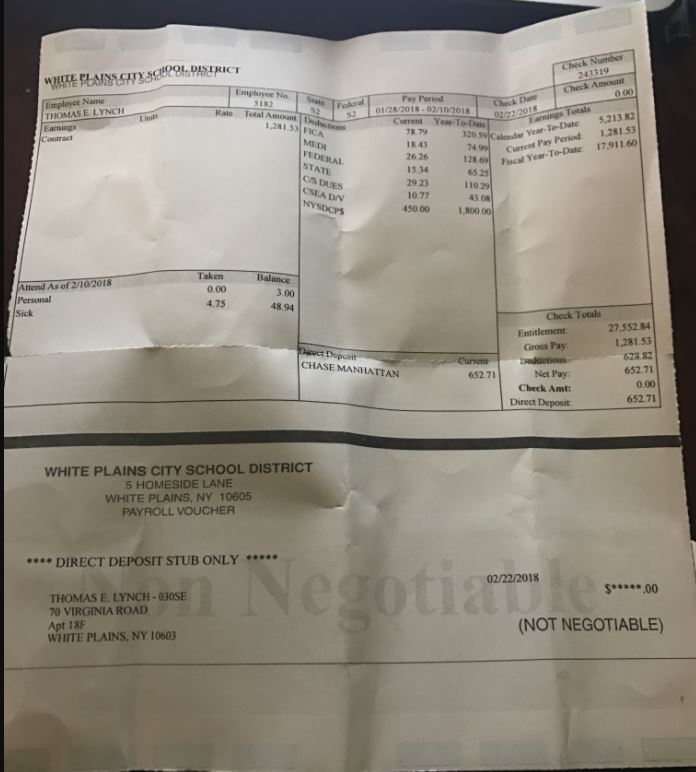 WHITE PLAINS CITY SCHOOL DISTRICT
WHITE PLAINS CITY SCHOOL DISTRICT
Check Number
243319
Check Amount
0.00
Employee Name
THOMAS E. LYNCH
Employee No.
5182
State
S2
Federal
S2
Pay Period
01/28/2018 - 02/10/2018
Check Date
02/22/2018
Earnings Units Rate Total Amount
Contract 1,281.53
Deductions Current Year-To-Date
FICA 78.79 320.59
MEDI 18.43 74.99
FEDERAL 26.26 128.69
STATE 15.34 65.25
C/S DUES 29.23 110.29
CSEA D/V 10.77 43.08
NYSDCPS 450.00 1,800.00
Earnings Totals
Calendar Year-To-Date: 5,213.82
Current Pay Period: 1,281.53
Fiscal Year-To-Date: 17,911.60
Attend As of 2/10/2018 Taken Balance
Personal 0.00 3.00
Sick 4.75 48.94
Direct Deposit Current
CHASE MANHATTAN 652.71
Check Totals
Entitlement: 27,552.84
Gross Pay: 1,281.53
Deductions: 628.82
Net Pay: 652.71
Check Amt: 0.00
Direct Deposit: 652.71
WHITE PLAINS CITY SCHOOL DISTRICT
5 HOMESIDE LANE
WHITE PLAINS, NY 10605
PAYROLL VOUCHER
**** DIRECT DEPOSIT STUB ONLY *****
Non Negotiable
02/22/2018
$*****.00
THOMAS E. LYNCH - 030SE
70 VIRGINIA ROAD
Apt 18F
WHITE PLAINS, NY 10603
(NOT NEGOTIABLE)